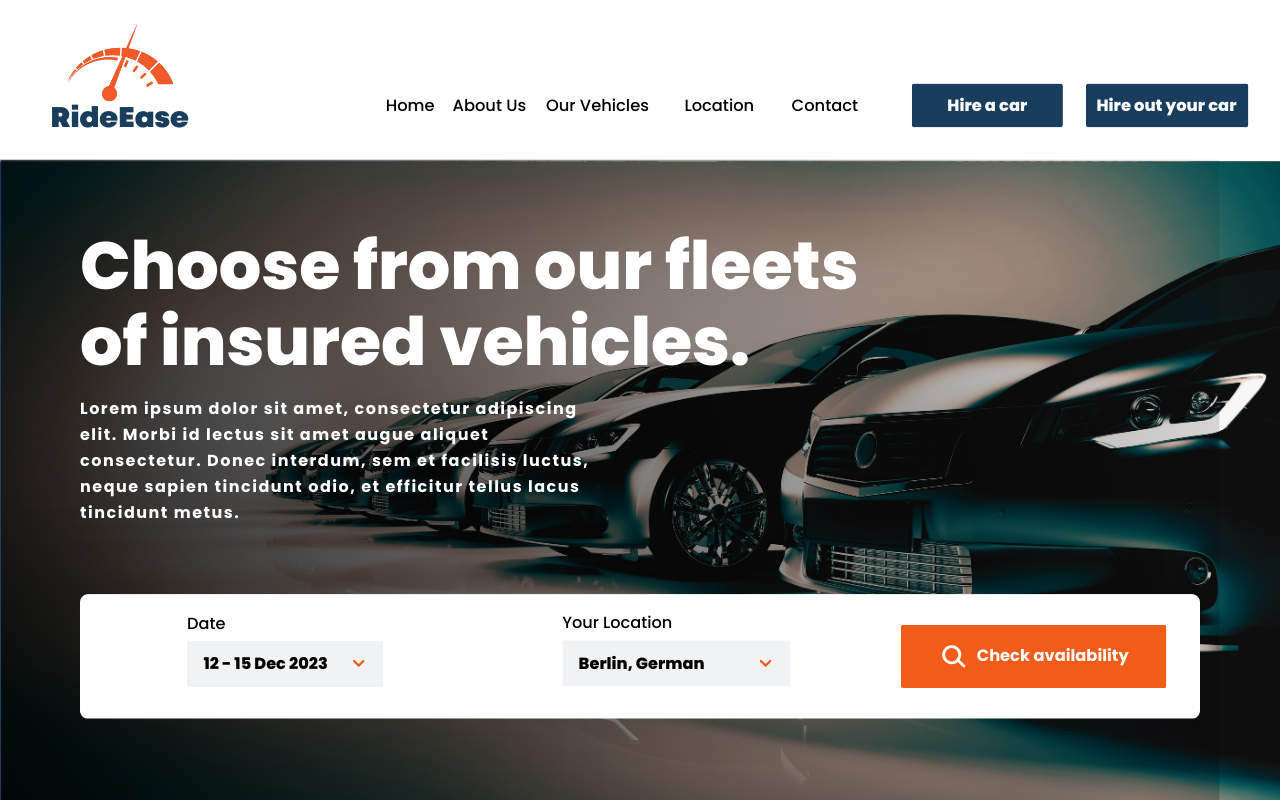 RideEase
Home About Us Our Vehicles Location Contact Hire a car Hire out your car
Choose from our fleets
of insured vehicles.
Lorem ipsum dolor sit amet, consectetur adipiscing
elit. Morbi id lectus sit amet augue aliquet
consectetur. Donec interdum, sem et facilisis luctus,
neque sapien tincidunt odio, et efficitur tellus lacus
tincidunt metus.
Date Your Location
12 - 15 Dec 2023 Berlin, German Check availability